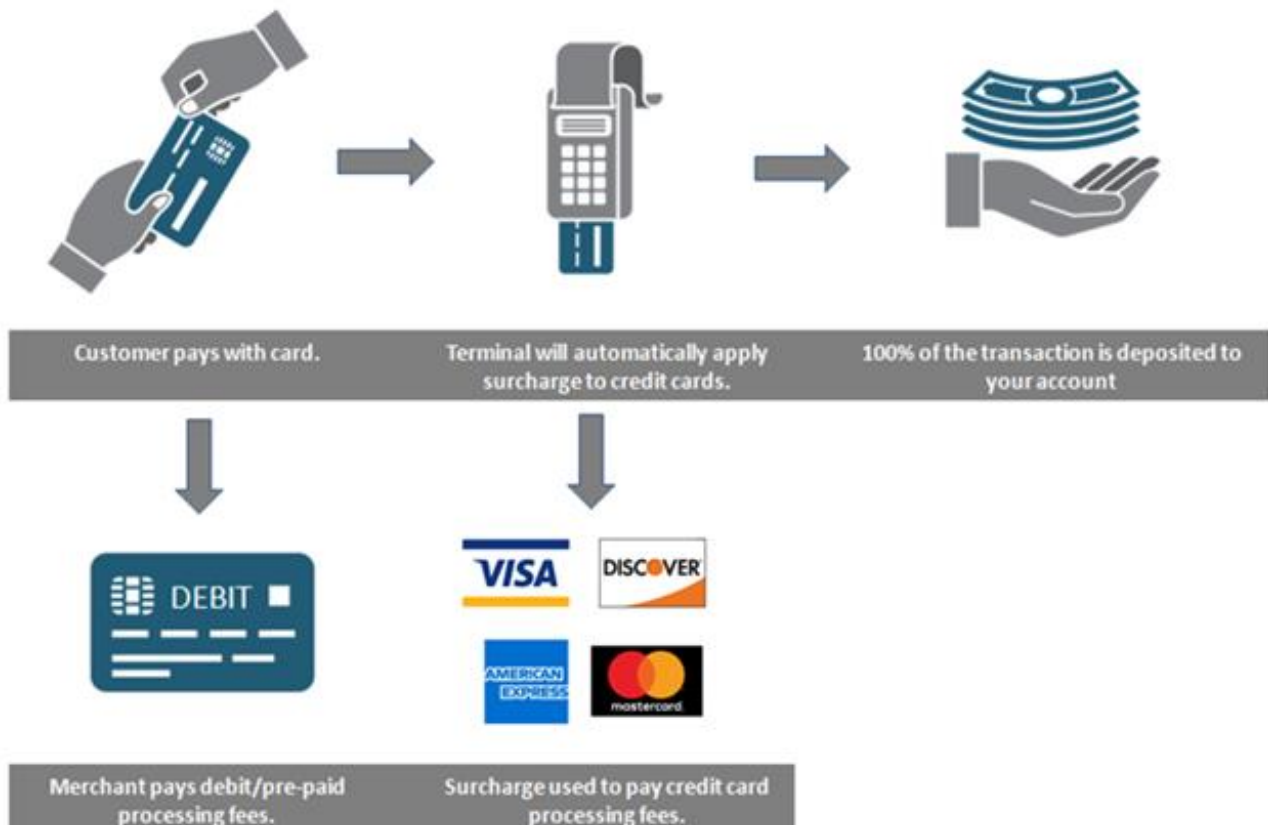 Customer pays with card.
Terminal will automatically apply
surcharge to credit cards.
100% of the transaction is deposited to
your account
DEBIT
VISA
DISCOVER
AMERICAN
EXPRESS
mastercard.
Merchant pays debit/pre-paid
processing fees.
Surcharge used to pay credit card
processing fees.